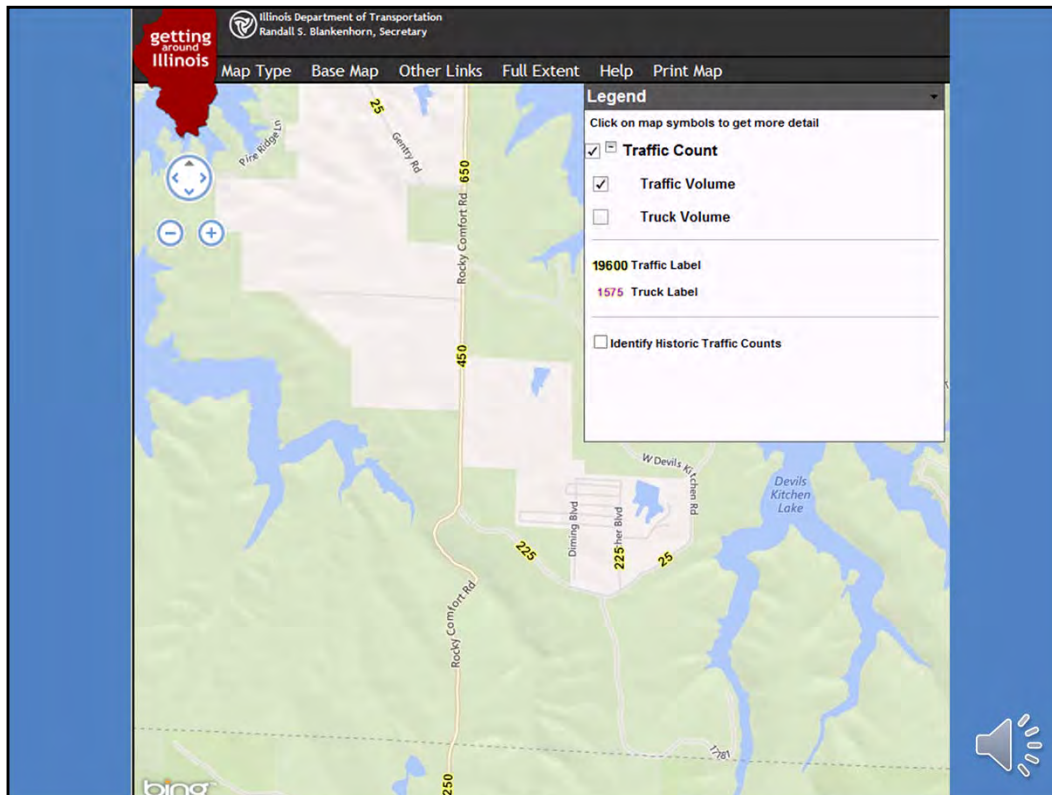 getting
around
Illinois
Illinois Department of Transportation
Randall S. Blankenhorn, Secretary
Map Type Base Map Other Links Full Extent Help Print Map
Legend
Click on map symbols to get more detail
Traffic Count
Traffic Volume
Truck Volume
19600 Traffic Label
1575 Truck Label
Identify Historic Traffic Counts
25
Pine Ridge Ln
Gentry Rd
650
Rocky Comfort Rd
450
W Devils Kitchen Rd
Devils
Kitchen
Lake
Diming Blvd
225
her Blvd
225
25
Rocky Comfort Rd
1778I
250
bing